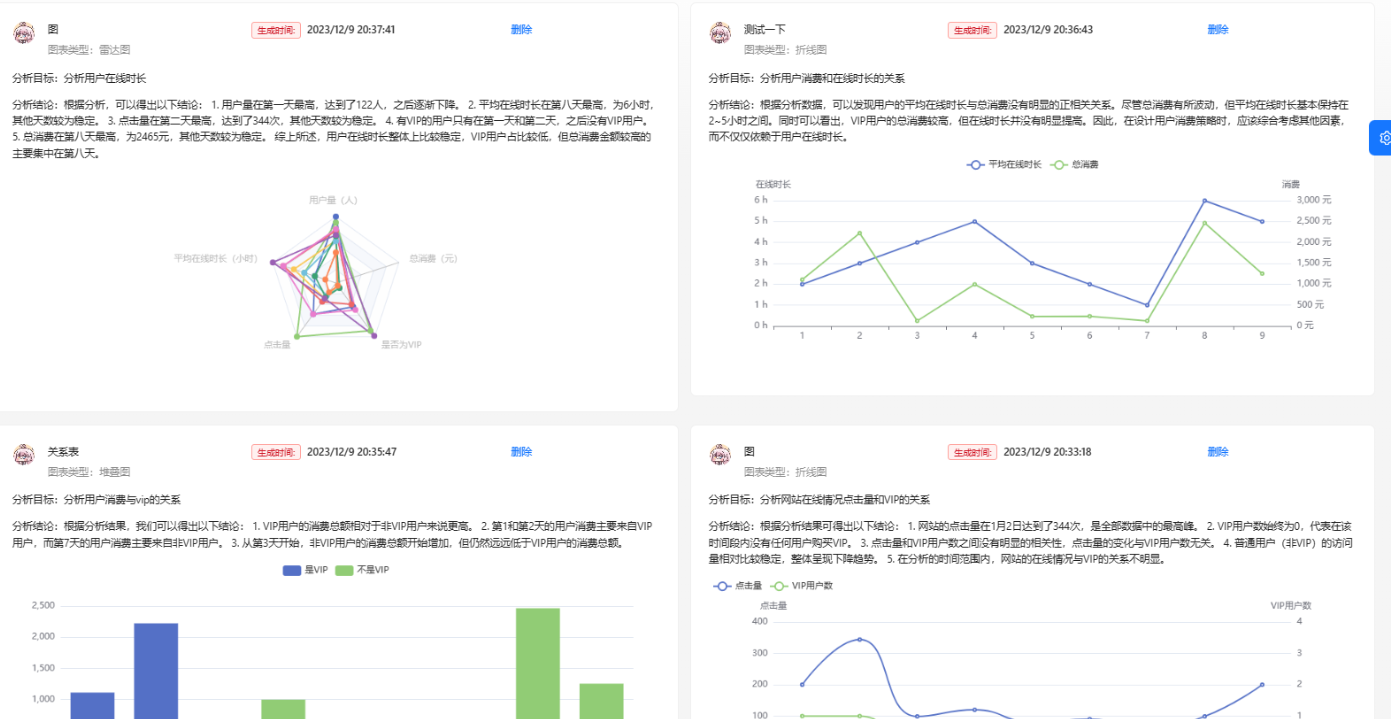 图
生成时间: 2023/12/9 20:37:41
删除
图表类型：雷达图
分析目标：分析用户在线时长
分析结论：根据分析，可以得出以下结论： 1. 用户量在第一天最高，达到了122人，之后逐渐下降。 2. 平均在线时长在第八天最高，为6小时，
其他天数较为稳定。 3. 点击量在第二天最高，达到了344次，其他天数较为稳定。 4. 有VIP的用户只有在第一天和第二天，之后没有VIP用户。
5. 总消费在第八天最高，为2465元，其他天数较为稳定。 综上所述，用户在线时长整体上比较稳定，VIP用户占比较低，但总消费金额较高的
主要集中在第八天。
用户量（人）
平均在线时长（小时）
总消费（元）
点击量
是否为VIP
测试一下
生成时间: 2023/12/9 20:36:43
删除
图表类型：折线图
分析目标：分析用户消费和在线时长的关系
分析结论：根据分析数据，可以发现用户的平均在线时长与总消费没有明显的正相关关系。尽管总消费有所波动，但平均在线时长基本保持在
2~5小时之间。同时可以看出，VIP用户的总消费较高，但在线时长并没有明显提高。因此，在设计用户消费策略时，应该综合考虑其他因素，
而不仅仅依赖于用户在线时长。
平均在线时长 总消费
在线时长 消费
6 h 3,000 元
5 h 2,500 元
4 h 2,000 元
3 h 1,500 元
2 h 1,000 元
1 h 500 元
0 h 0 元
1 2 3 4 5 6 7 8 9
关系表
生成时间: 2023/12/9 20:35:47
删除
图表类型：堆叠图
分析目标：分析用户消费与vip的关系
分析结论：根据分析结果，我们可以得出以下结论： 1. VIP用户的消费总额相对于非VIP用户来说更高。 2. 第1和第2天的用户消费主要来自VIP
用户，而第7天的用户消费主要来自非VIP用户。 3. 从第3天开始，非VIP用户的消费总额开始增加，但仍然远远低于VIP用户的消费总额。
是VIP 不是VIP
2,500
2,000
1,500
1,000
图
生成时间: 2023/12/9 20:33:18
删除
图表类型：折线图
分析目标：分析网站在线情况点击量和VIP的关系
分析结论：根据分析结果可得出以下结论： 1. 网站的点击在1月2日达到了344次，是全部数据中的最高峰。 2. VIP用户数始终为0，代表在该
时间段内没有任何用户购买VIP。 3. 点击量和VIP用户数之间没有明显的相关性，点击量的变化与VIP用户数无关。 4. 普通用户（非VIP）的访问
量相对比较稳定，整体呈现下降趋势。 5. 在分析的时间范围内，网站的在线情况与VIP的关系不明显。
点击量 VIP用户数
点击量 VIP用户数
400 4
300 3
200 2
100 1